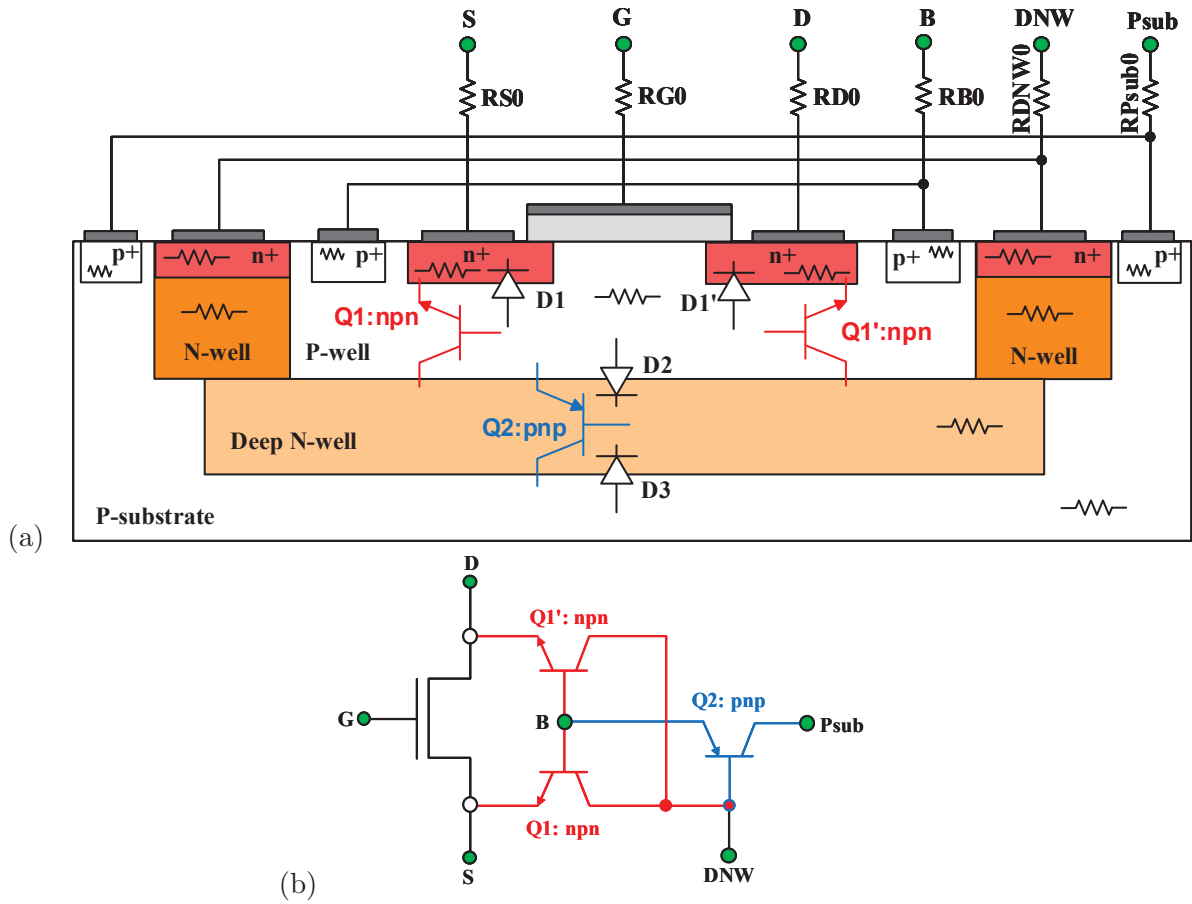 S G D B DNW Psub
RS0 RG0 RD0 RB0 RDNW0 RPsub0
p+ n+ p+ n+ n+ p+ n+ p+
D1 D1'
Q1:npn Q1':npn
N-well P-well N-well
D2
Q2:pnp
Deep N-well
D3
P-substrate
(a)
D
Q1': npn
Q2: pnp
G B Psub
Q1: npn
S DNW
(b)